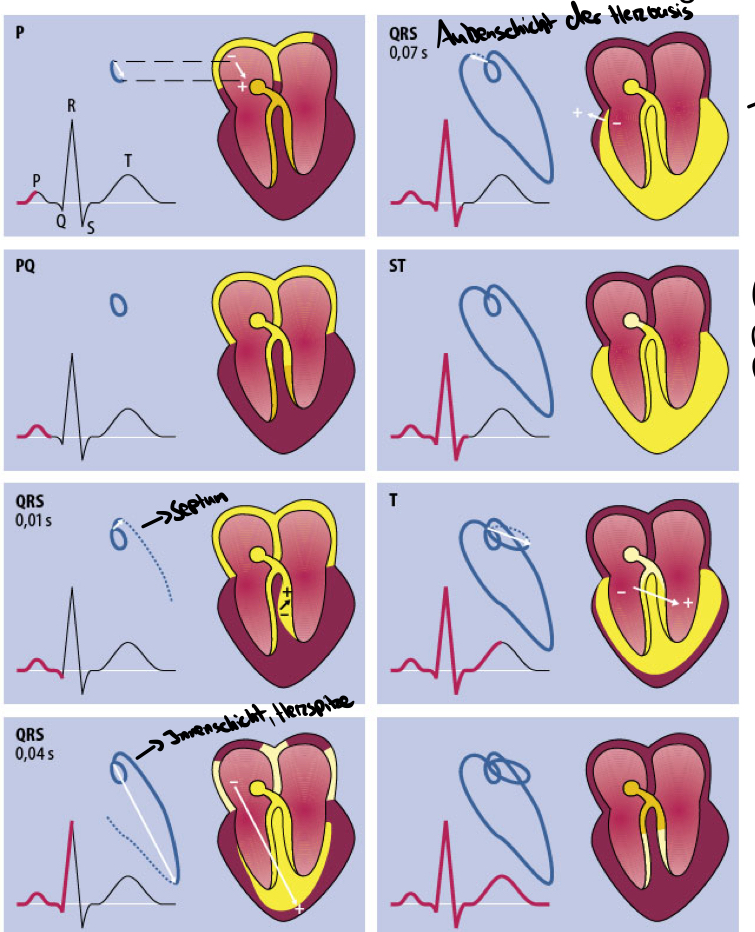 P
R
P
T
Q
S
QRS
0,07 s
Außenschicht der Herzbasis
PQ
ST
QRS
0,01 s
→Septum
T
QRS
0,04 s
→Innenschicht, Herzspitze